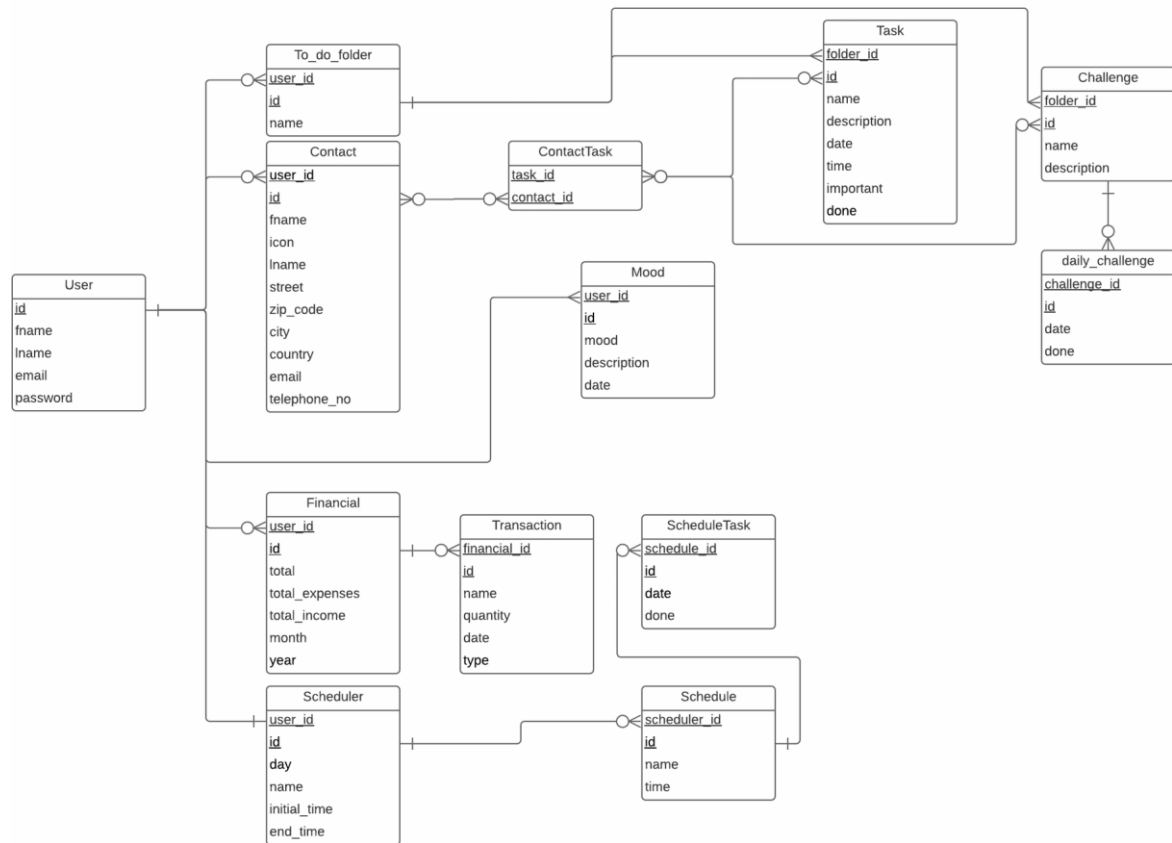 To_do_folder
user_id
id
name
Contact
user_id
id
fname
icon
lname
street
zip_code
city
country
email
telephone_no
ContactTask
task_id
contact_id
Task
folder_id
id
name
description
date
time
important
done
Challenge
folder_id
id
name
description
daily_challenge
challenge_id
id
date
done
User
id
fname
lname
email
password
Mood
user_id
id
mood
description
date
Financial
user_id
id
total
total_expenses
total_income
month
year
Transaction
financial_id
id
name
quantity
date
type
ScheduleTask
schedule_id
id
date
done
Scheduler
user_id
id
day
name
initial_time
end_time
Schedule
scheduler_id
id
name
time